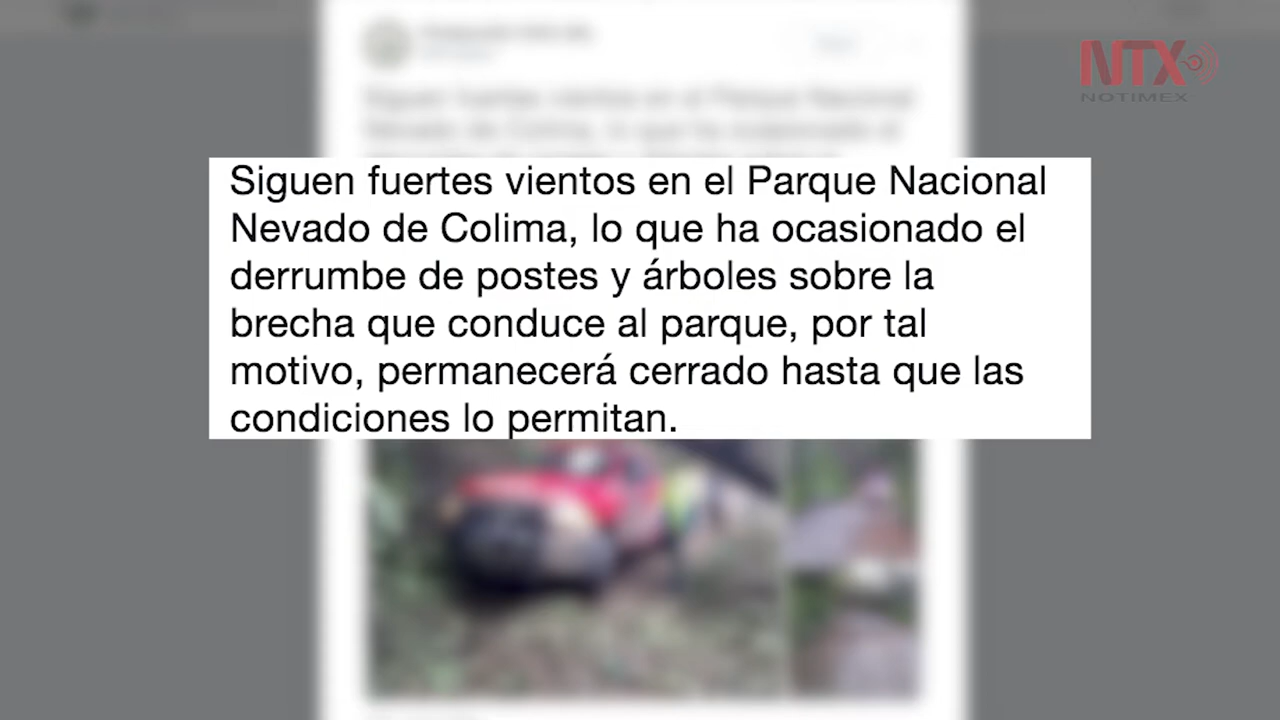 NTX
NOTIMEX
Siguen fuertes vientos en el Parque Nacional
Nevado de Colima, lo que ha ocasionado el
derrumbe de postes y árboles sobre la
brecha que conduce al parque, por tal
motivo, permanecerá cerrado hasta que las
condiciones lo permitan.